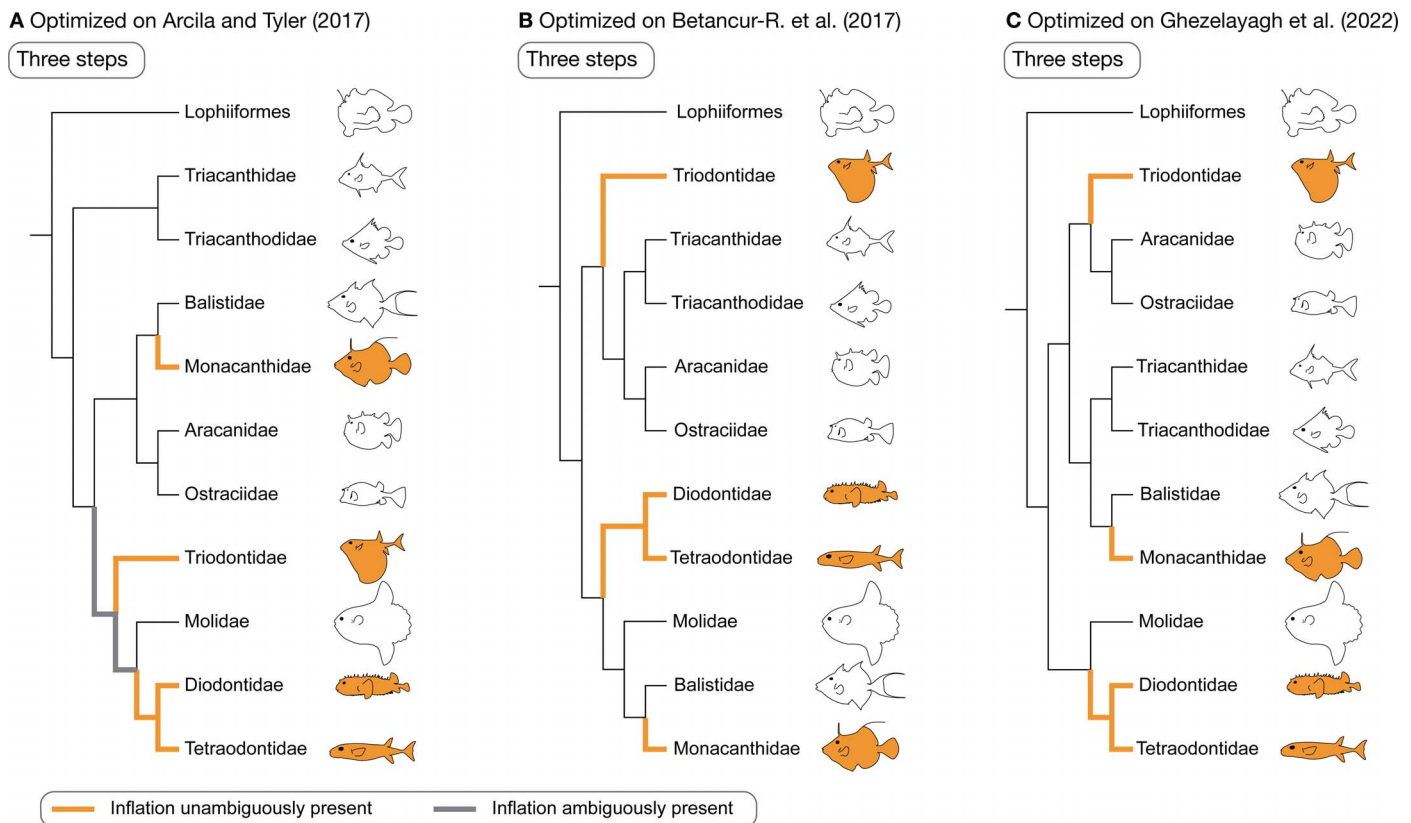 A Optimized on Arcila and Tyler (2017)
Three steps
Lophiiformes
Triacanthidae
Triacanthodidae
Balistidae
Monacanthidae
Aracanidae
Ostraciidae
Triodontidae
Molidae
Diodontidae
Tetraodontidae
B Optimized on Betancur-R. et al. (2017)
Three steps
Lophiiformes
Triodontidae
Triacanthidae
Triacanthodidae
Aracanidae
Ostraciidae
Diodontidae
Tetraodontidae
Molidae
Balistidae
Monacanthidae
C Optimized on Ghezelayagh et al. (2022)
Three steps
Lophiiformes
Triodontidae
Aracanidae
Ostraciidae
Triacanthidae
Triacanthodidae
Balistidae
Monacanthidae
Molidae
Diodontidae
Tetraodontidae
Inflation unambiguously present
Inflation ambiguously present